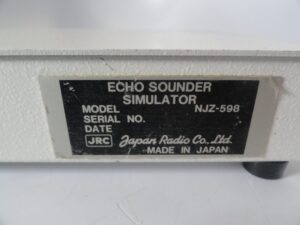 ECHO SOUNDER
SIMULATOR
MODEL NJZ-598
SERIAL NO.
DATE
JRC Japan Radio Co., Ltd.
MADE IN JAPAN